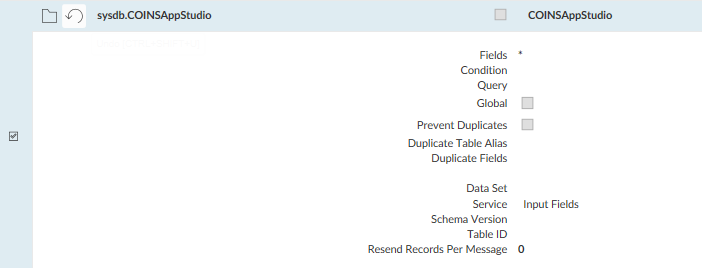 sysdb.COINSAppStudio COINSAppStudio
Fields *
Condition
Query
Global
Prevent Duplicates
Duplicate Table Alias
Duplicate Fields
Data Set
Service Input Fields
Schema Version
Table ID
Resend Records Per Message 0